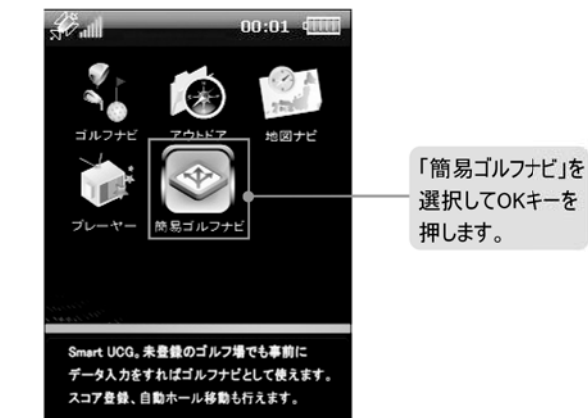 00:01
ゴルフナビ
アウトドア
地図ナビ
プレーヤー
簡易ゴルフナビ
「簡易ゴルフナビ」を
選択してOKキーを
押します。
Smart UCG。未登録のゴルフ場でも事前に
データ入力をすればゴルフナビとして使えます。
スコア登録、自動ホール移動も行えます。